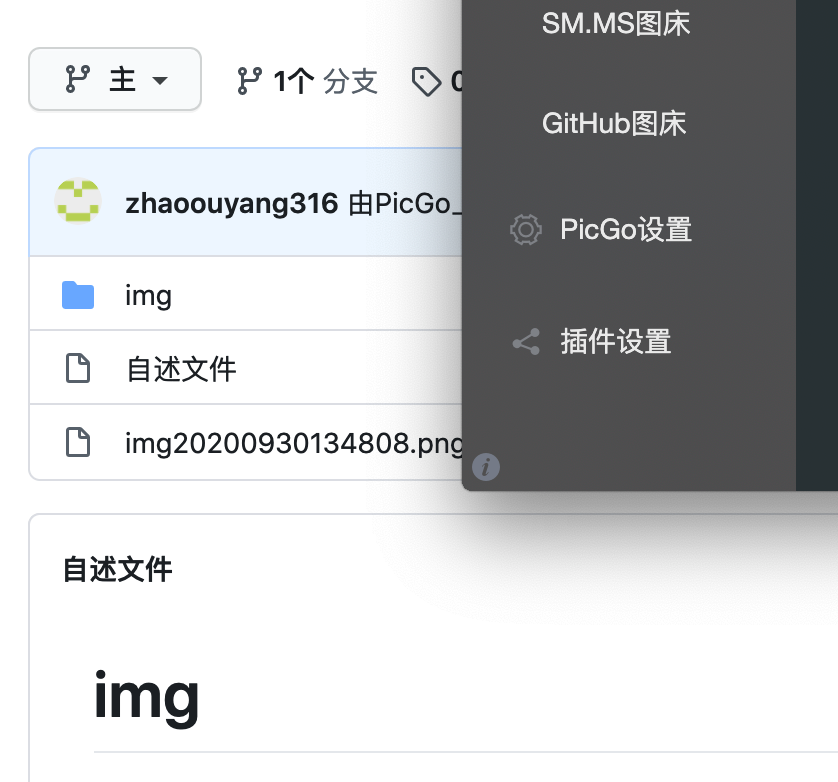 主
1个 分支
zhaoouyang316 由PicGo_
img
自述文件
img20200930134808.png
自述文件
img
SM.MS图床
GitHub图床
PicGo设置
插件设置